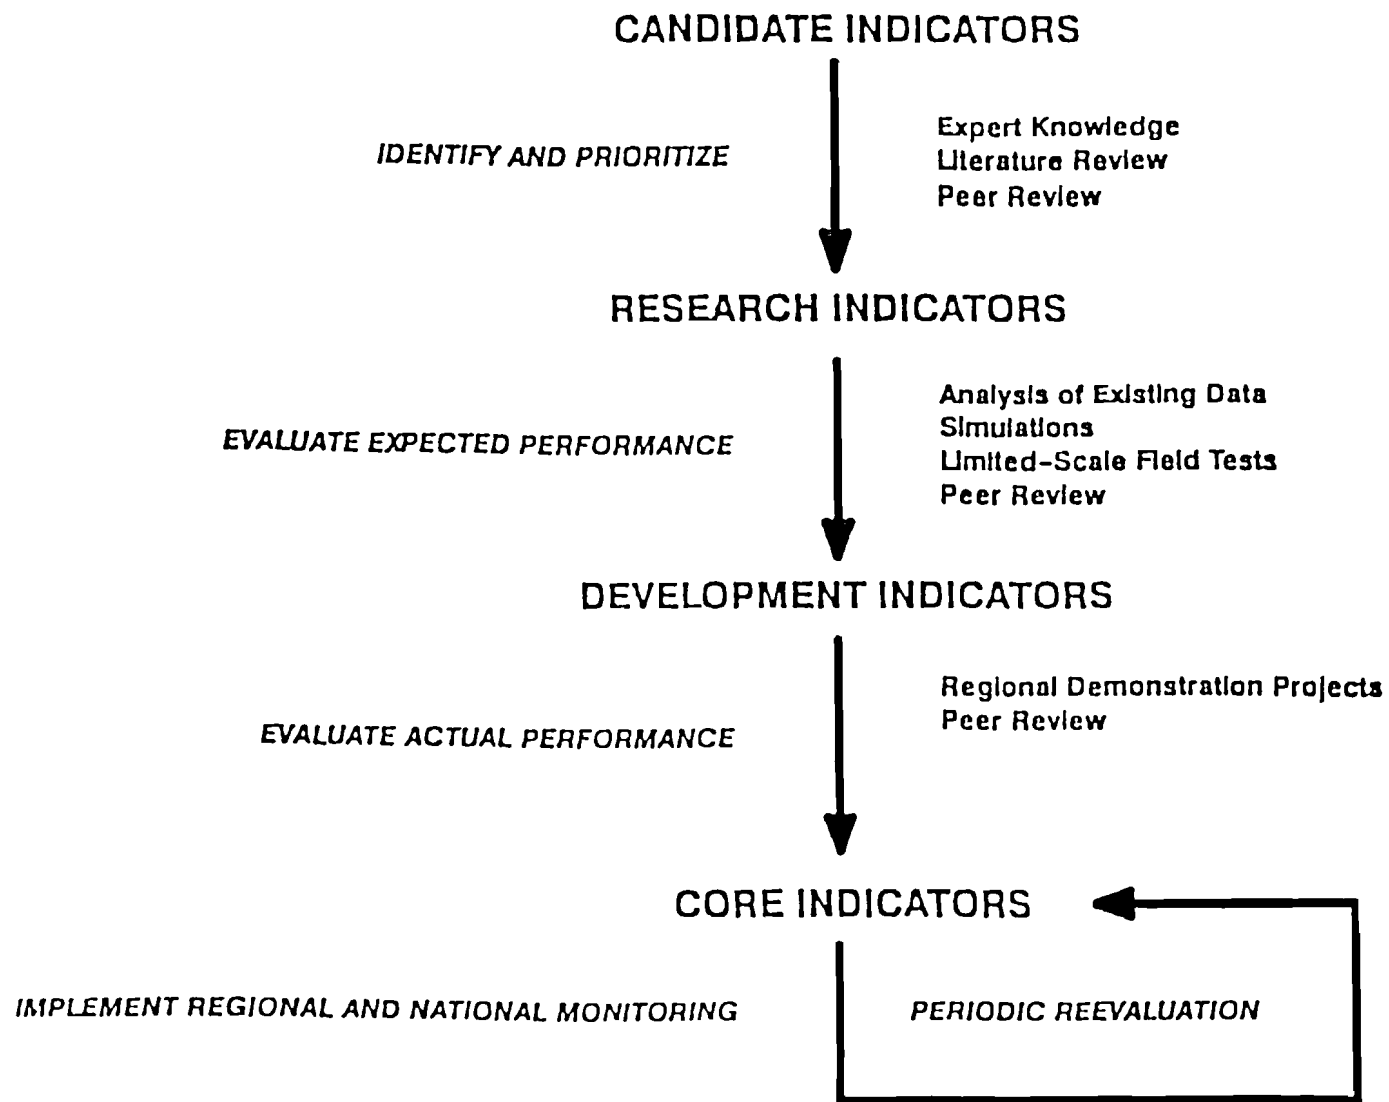 CANDIDATE INDICATORS
IDENTIFY AND PRIORITIZE
Expert Knowledge
Literature Review
Peer Review
RESEARCH INDICATORS
EVALUATE EXPECTED PERFORMANCE
Analysis of Existing Data
Simulations
Limited-Scale Field Tests
Peer Review
DEVELOPMENT INDICATORS
EVALUATE ACTUAL PERFORMANCE
Regional Demonstration Projects
Peer Review
CORE INDICATORS
IMPLEMENT REGIONAL AND NATIONAL MONITORING
PERIODIC REEVALUATION